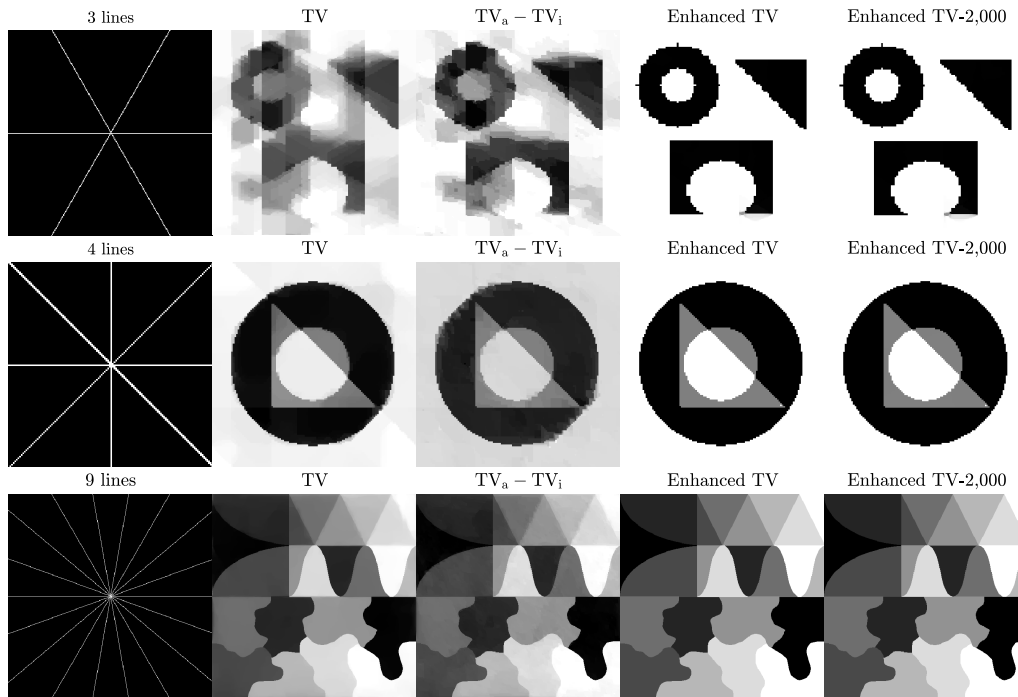 3 lines TV TVₐ − TVᵢ Enhanced TV Enhanced TV-2,000
4 lines TV TVₐ − TVᵢ Enhanced TV Enhanced TV-2,000
9 lines TV TVₐ − TVᵢ Enhanced TV Enhanced TV-2,000